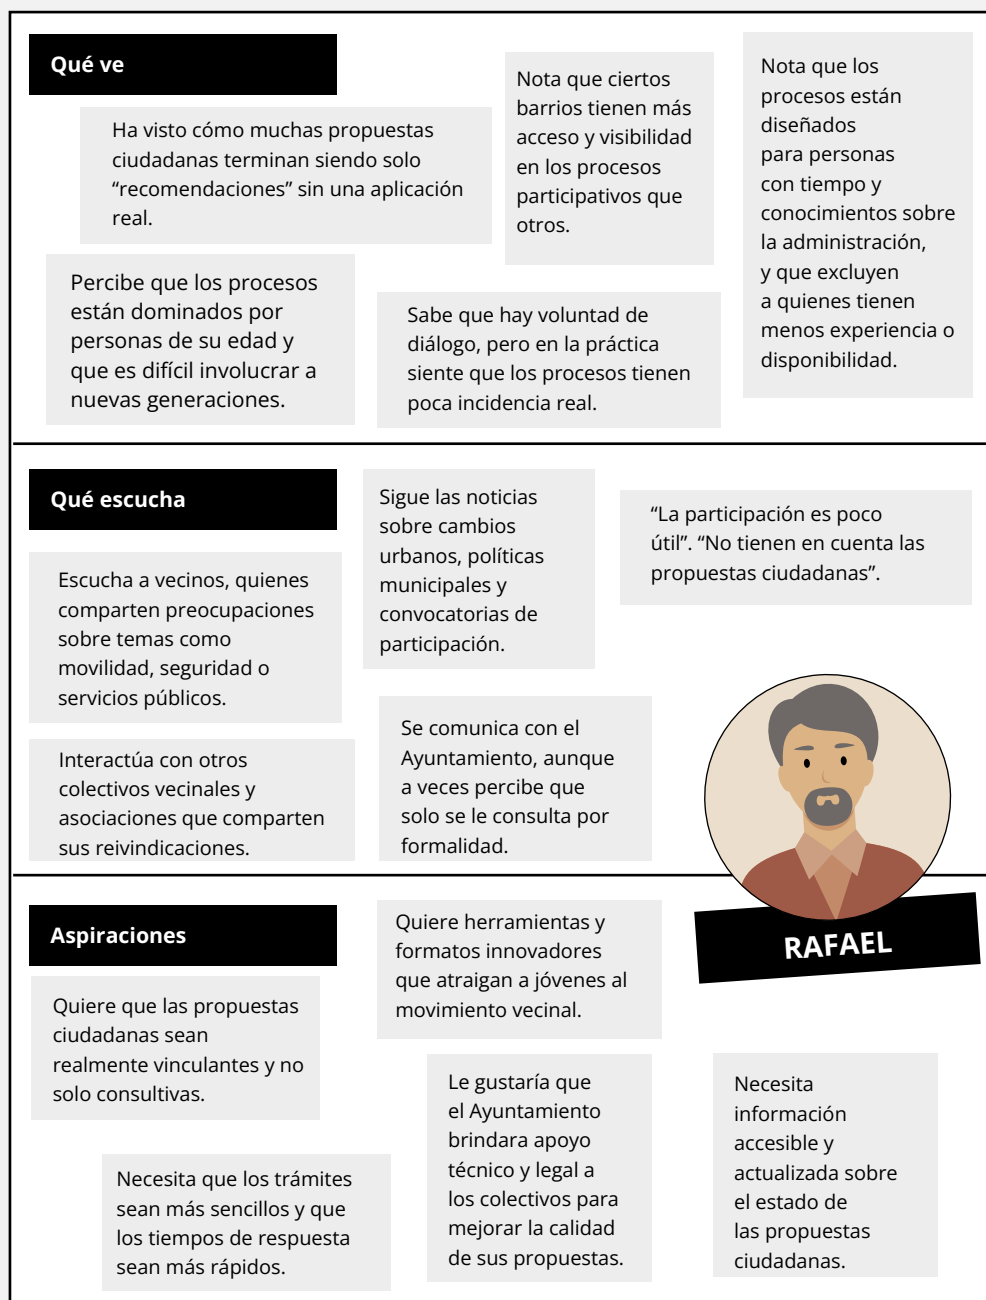 Qué ve
Ha visto cómo muchas propuestas
ciudadanas terminan siendo solo
“recomendaciones” sin una aplicación
real.
Nota que ciertos
barrios tienen más
acceso y visibilidad
en los procesos
participativos que
otros.
Nota que los
procesos están
diseñados
para personas
con tiempo y
conocimientos sobre
la administración,
y que excluyen
a quienes tienen
menos experiencia o
disponibilidad.
Percibe que los procesos
están dominados por
personas de su edad y
que es difícil involucrar a
nuevas generaciones.
Sabe que hay voluntad de
diálogo, pero en la práctica
siente que los procesos tienen
poca incidencia real.
Qué escucha
Sigue las noticias
sobre cambios
urbanos, políticas
municipales y
convocatorias de
participación.
“La participación es poco
útil”. “No tienen en cuenta las
propuestas ciudadanas”.
Escucha a vecinos, quienes
comparten preocupaciones
sobre temas como
movilidad, seguridad o
servicios públicos.
Interactúa con otros
colectivos vecinales y
asociaciones que comparten
sus reivindicaciones.
Se comunica con el
Ayuntamiento, aunque
a veces percibe que
solo se le consulta por
formalidad.
RAFAEL
Aspiraciones
Quiere herramientas y
formatos innovadores
que atraigan a jóvenes al
movimiento vecinal.
Quiere que las propuestas
ciudadanas sean
realmente vinculantes y no
solo consultivas.
Le gustaría que
el Ayuntamiento
brindara apoyo
técnico y legal a
los colectivos para
mejorar la calidad
de sus propuestas.
Necesita
información
accesible y
actualizada sobre
el estado de
las propuestas
ciudadanas.
Necesita que los trámites
sean más sencillos y que
los tiempos de respuesta
sean más rápidos.